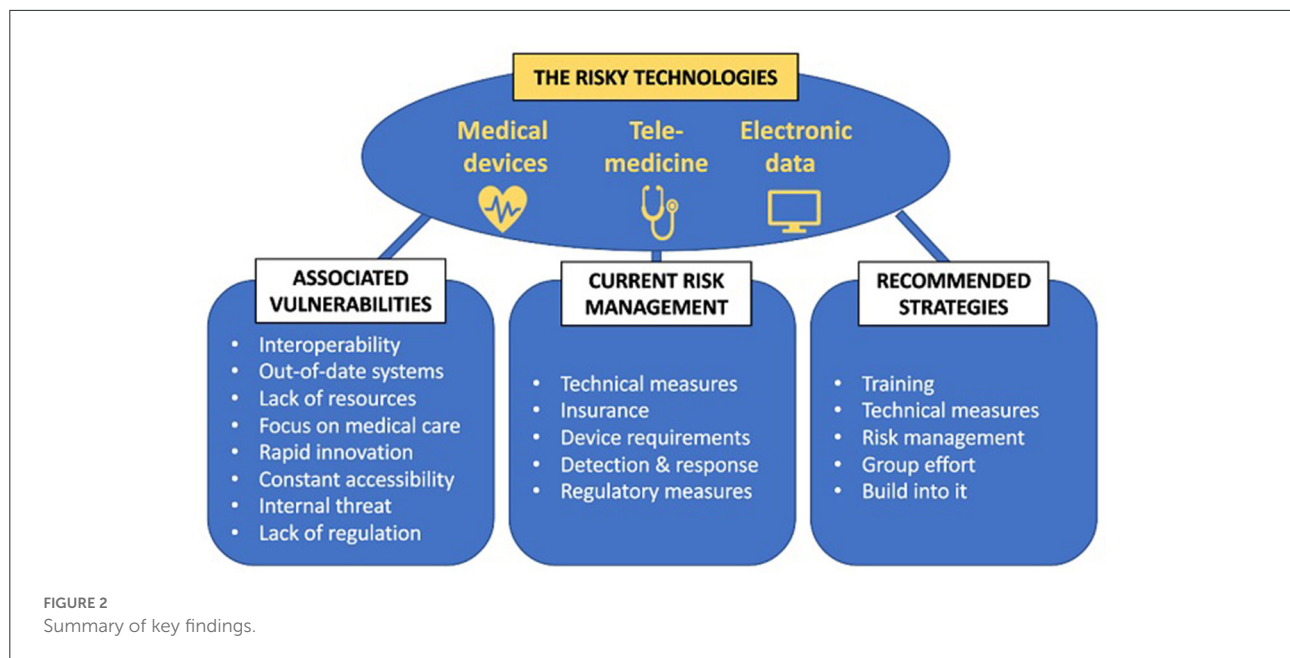 THE RISKY TECHNOLOGIES
Medical
devices
Tele-
medicine
Electronic
data
ASSOCIATED
VULNERABILITIES
• Interoperability
• Out-of-date systems
• Lack of resources
• Focus on medical care
• Rapid innovation
• Constant accessibility
• Internal threat
• Lack of regulation
CURRENT RISK
MANAGEMENT
• Technical measures
• Insurance
• Device requirements
• Detection & response
• Regulatory measures
RECOMMENDED
STRATEGIES
• Training
• Technical measures
• Risk management
• Group effort
• Build into it
FIGURE 2
Summary of key findings.